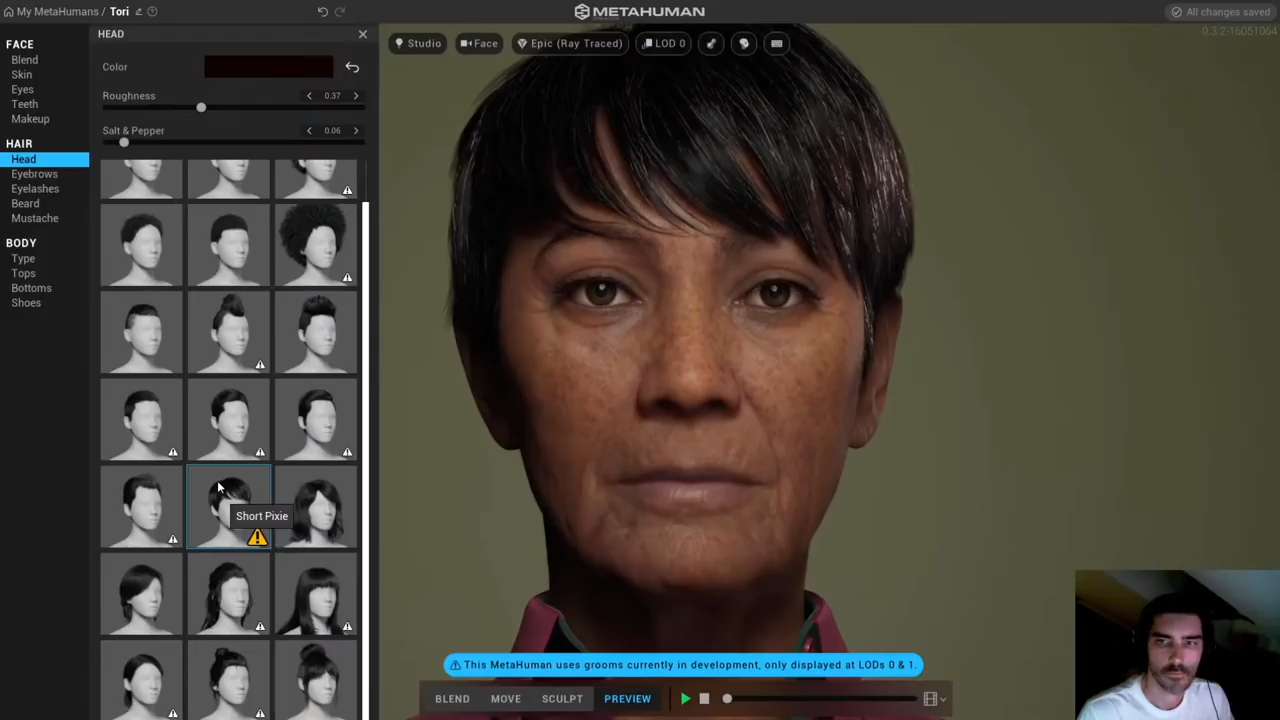 My MetaHumans / Tori
METAHUMAN
All changes saved
0.3.2-16051064
FACE
Blend
Skin
Eyes
Teeth
Makeup
HAIR
Head
Eyebrows
Eyelashes
Beard
Mustache
BODY
Type
Tops
Bottoms
Shoes
HEAD
Color
Roughness
0.37
Salt & Pepper
0.06
Short Pixie
Studio
Face
Epic (Ray Traced)
LOD 0
This MetaHuman uses grooms currently in development, only displayed at LODs 0 & 1.
BLEND
MOVE
SCULPT
PREVIEW